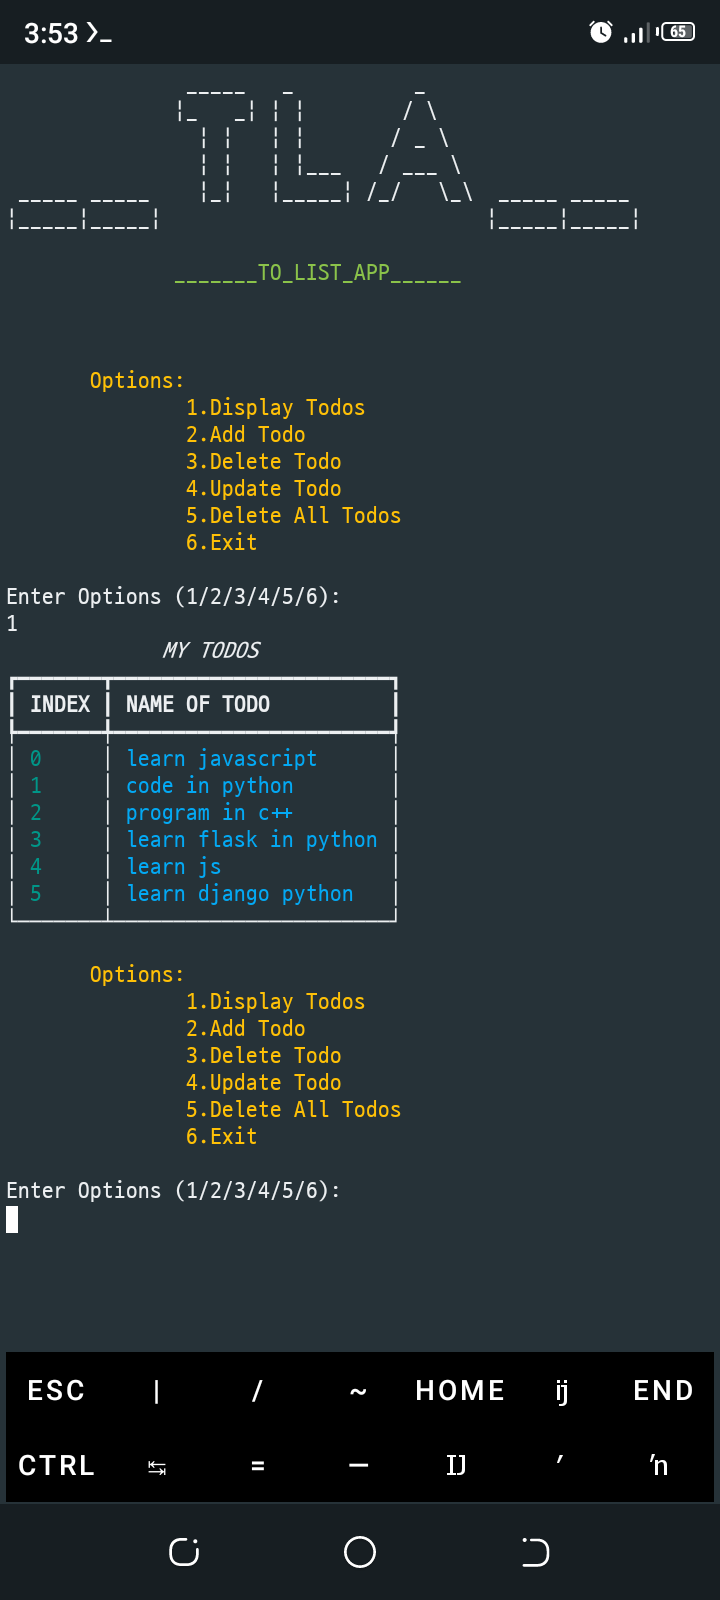 3:53
65
TLA
_______TO_LIST_APP______
Options:
1.Display Todos
2.Add Todo
3.Delete Todo
4.Update Todo
5.Delete All Todos
6.Exit
Enter Options (1/2/3/4/5/6):
1
MY TODOS
INDEX NAME OF TODO
0 learn javascript
1 code in python
2 program in c++
3 learn flask in python
4 learn js
5 learn django python
Options:
1.Display Todos
2.Add Todo
3.Delete Todo
4.Update Todo
5.Delete All Todos
6.Exit
Enter Options (1/2/3/4/5/6):
ESC | / ~ HOME ij END
CTRL ↹ = — IJ ′ ŉ